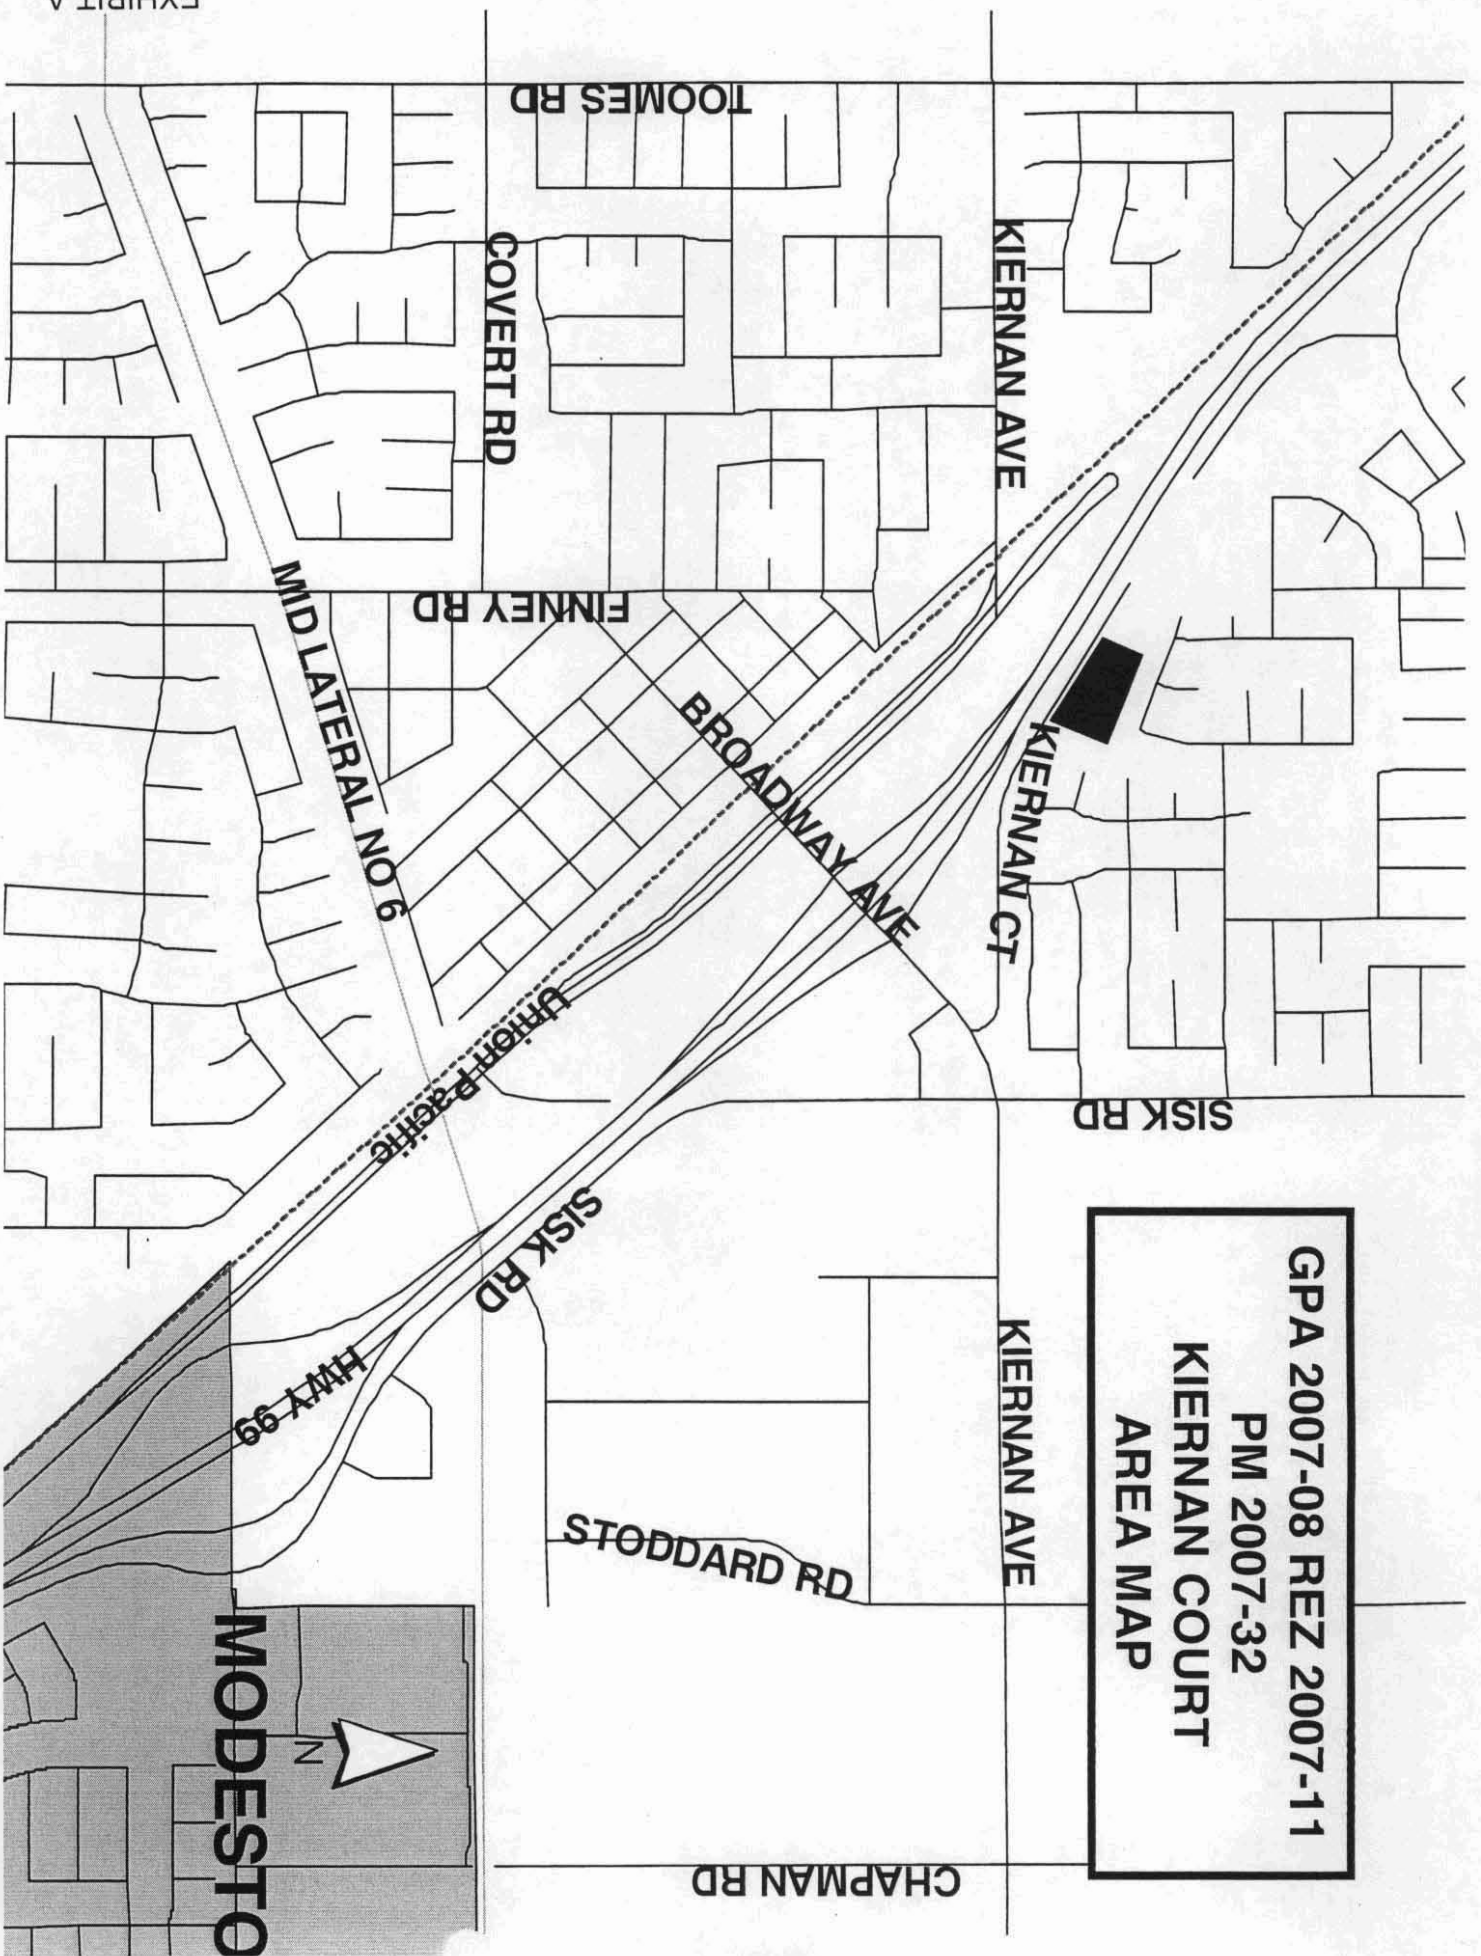 EXHIBIT A
TOOMES RD
COVERT RD
KIERNAN AVE
FINNEY RD
MID LATERAL NO 6
BROADWAY AVE
KIERNAN CT
Union Pacific
SISK RD
SISK RD
HWY 99
KIERNAN AVE
STODDARD RD
CHAPMAN RD
MODESTO
N
GPA 2007-08 REZ 2007-11
PM 2007-32
KIERNAN COURT
AREA MAP